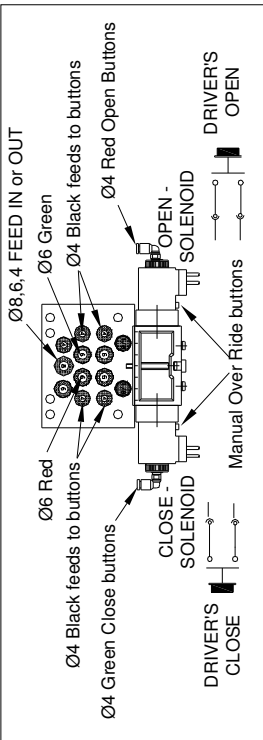 Ø8,6,4 FEED IN or OUT
Ø6 Green
Ø4 Black feeds to buttons
Ø4 Red Open Buttons
Ø6 Red
Ø4 Black feeds to buttons
Ø4 Green Close buttons
CLOSE -
SOLENOID
OPEN -
SOLENOID
Manual Over Ride buttons
DRIVER'S
CLOSE
DRIVER'S
OPEN